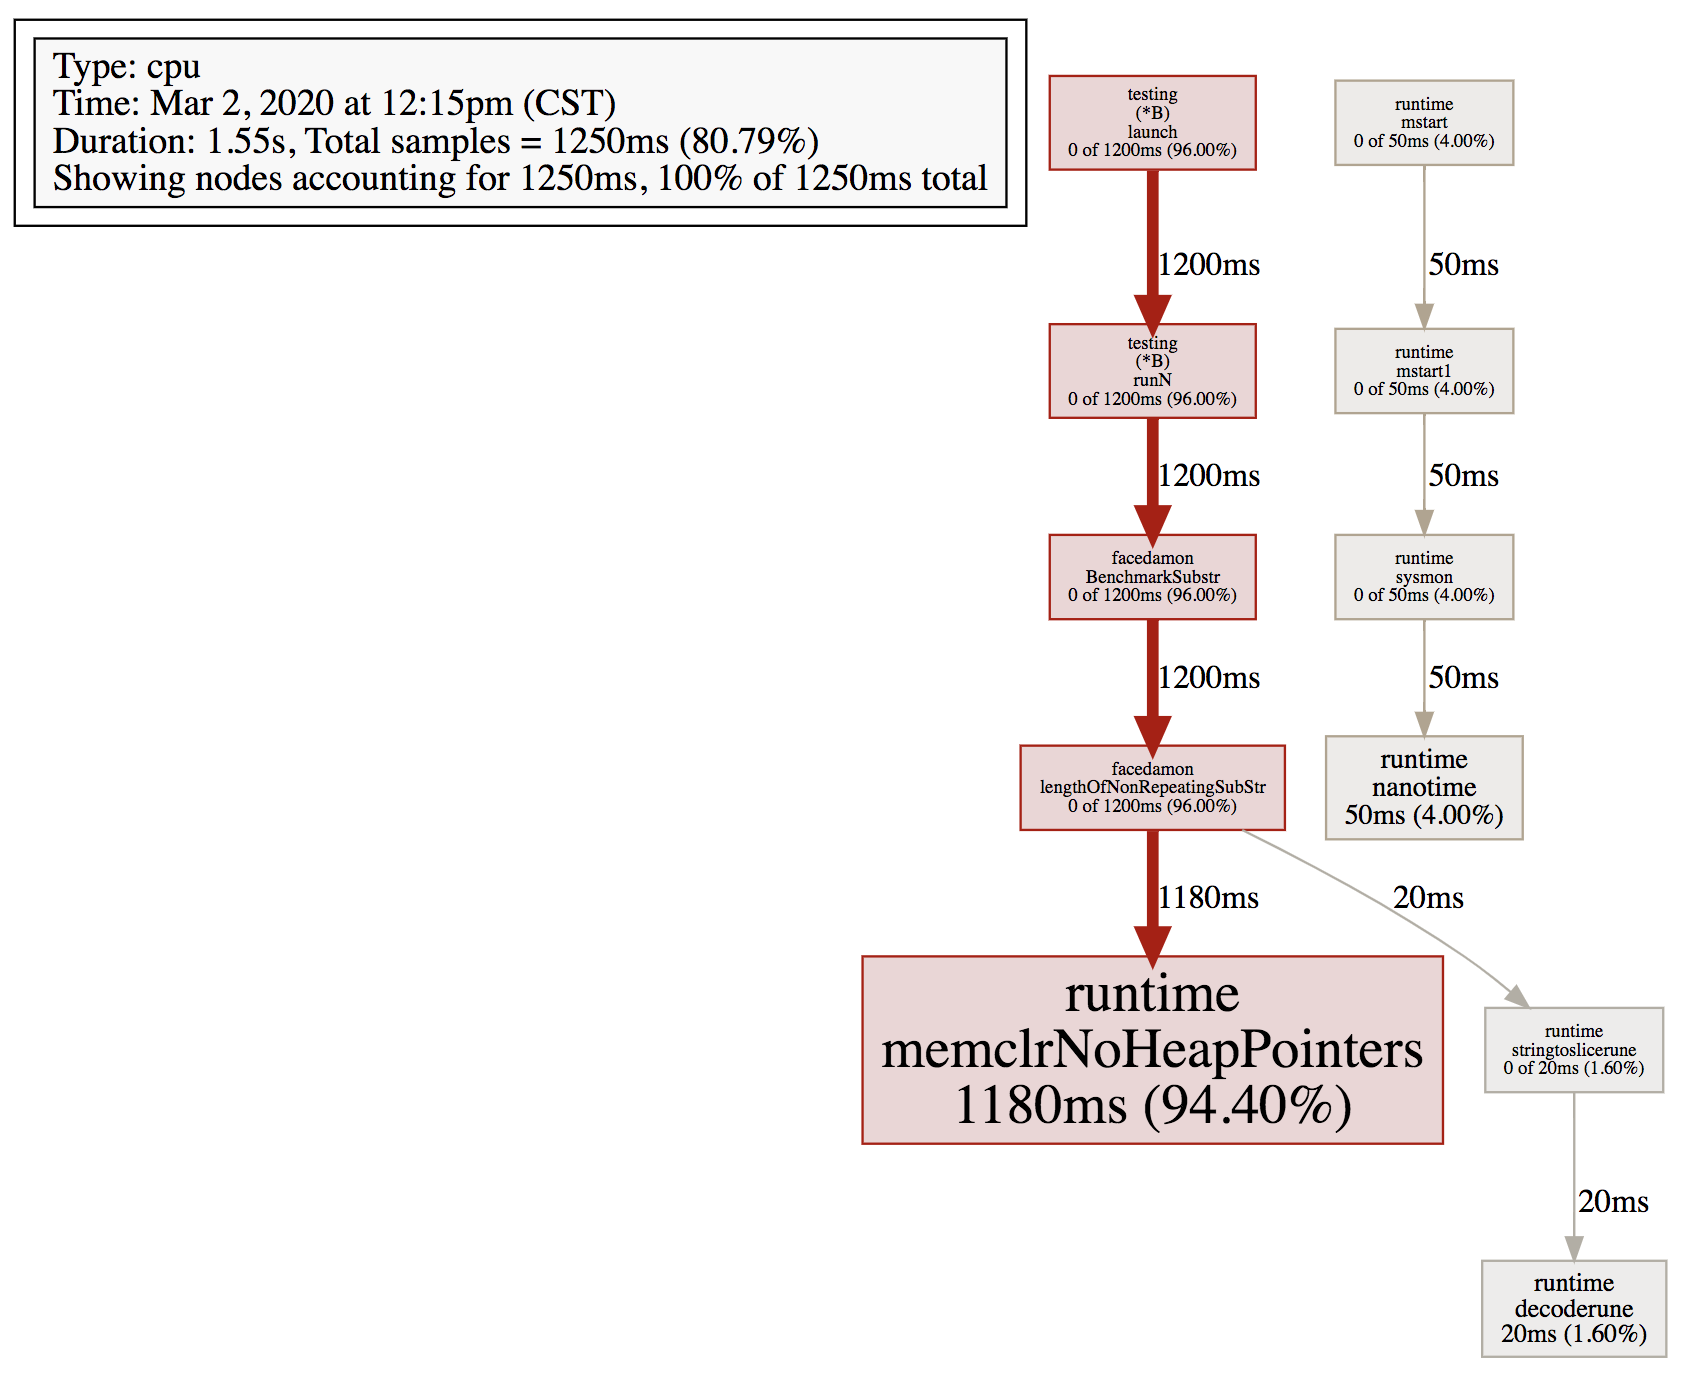 Type: cpu
Time: Mar 2, 2020 at 12:15pm (CST)
Duration: 1.55s, Total samples = 1250ms (80.79%)
Showing nodes accounting for 1250ms, 100% of 1250ms total
testing
(*B)
launch
0 of 1200ms (96.00%)
runtime
mstart
0 of 50ms (4.00%)
1200ms
50ms
testing
(*B)
runN
0 of 1200ms (96.00%)
runtime
mstart1
0 of 50ms (4.00%)
1200ms
50ms
facedamon
BenchmarkSubstr
0 of 1200ms (96.00%)
runtime
sysmon
0 of 50ms (4.00%)
1200ms
50ms
facedamon
lengthOfNonRepeatingSubStr
0 of 1200ms (96.00%)
runtime
nanotime
50ms (4.00%)
1180ms
20ms
runtime
memclrNoHeapPointers
1180ms (94.40%)
runtime
stringtoslicerune
0 of 20ms (1.60%)
20ms
runtime
decoderune
20ms (1.60%)